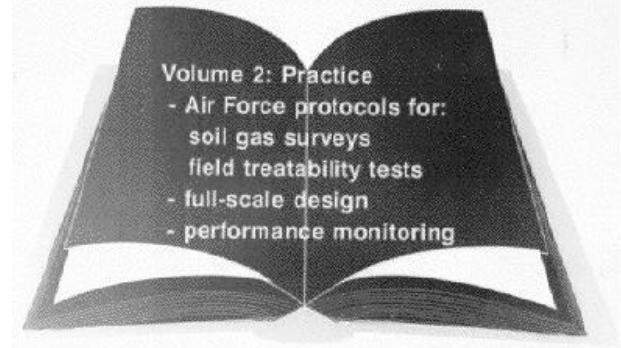 Volume 2: Practice
- Air Force protocols for:
soil gas surveys
field treatability tests
- full-scale design
- performance monitoring